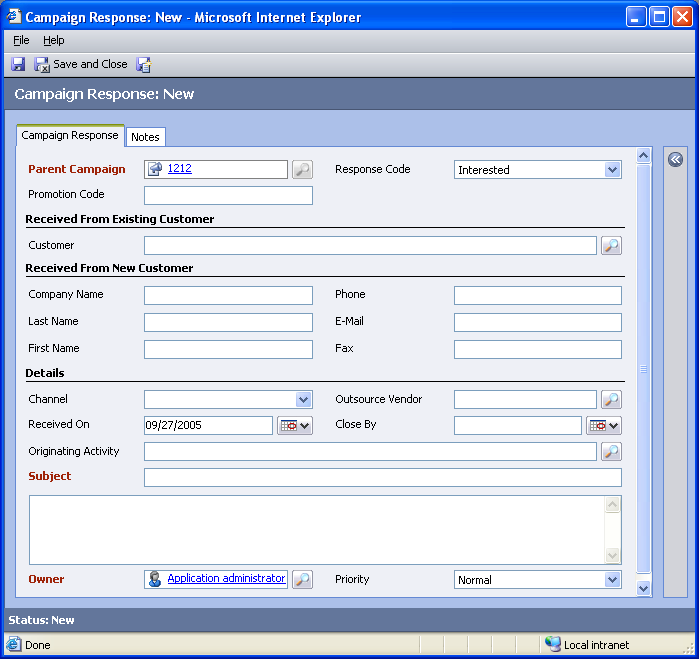 Campaign Response: New - Microsoft Internet Explorer
File Help
Save and Close
Campaign Response: New
Campaign Response Notes
Parent Campaign 1212 Response Code Interested
Promotion Code
Received From Existing Customer
Customer
Received From New Customer
Company Name Phone
Last Name E-Mail
First Name Fax
Details
Channel Outsource Vendor
Received On 09/27/2005 Close By
Originating Activity
Subject
Owner Application administrator Priority Normal
Status: New
Done Local intranet